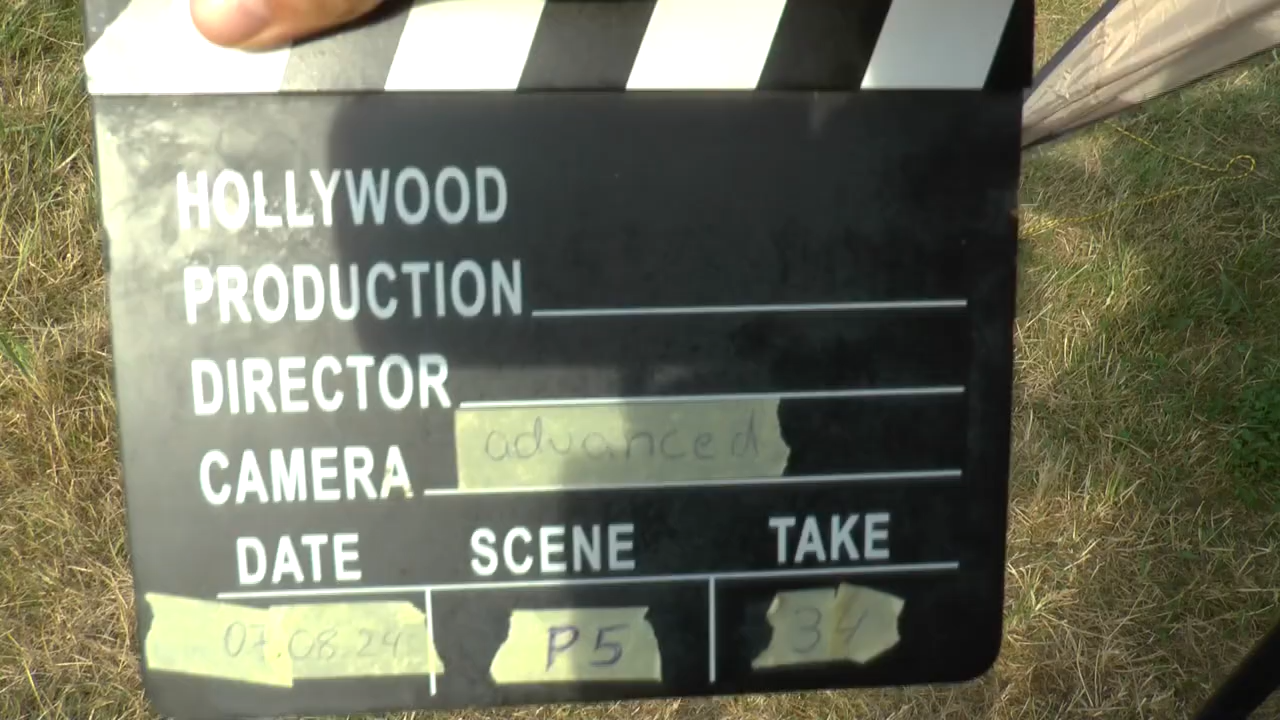 HOLLYWOOD
PRODUCTION
DIRECTOR
CAMERA advanced
DATE SCENE TAKE
07.08.24 P5 34